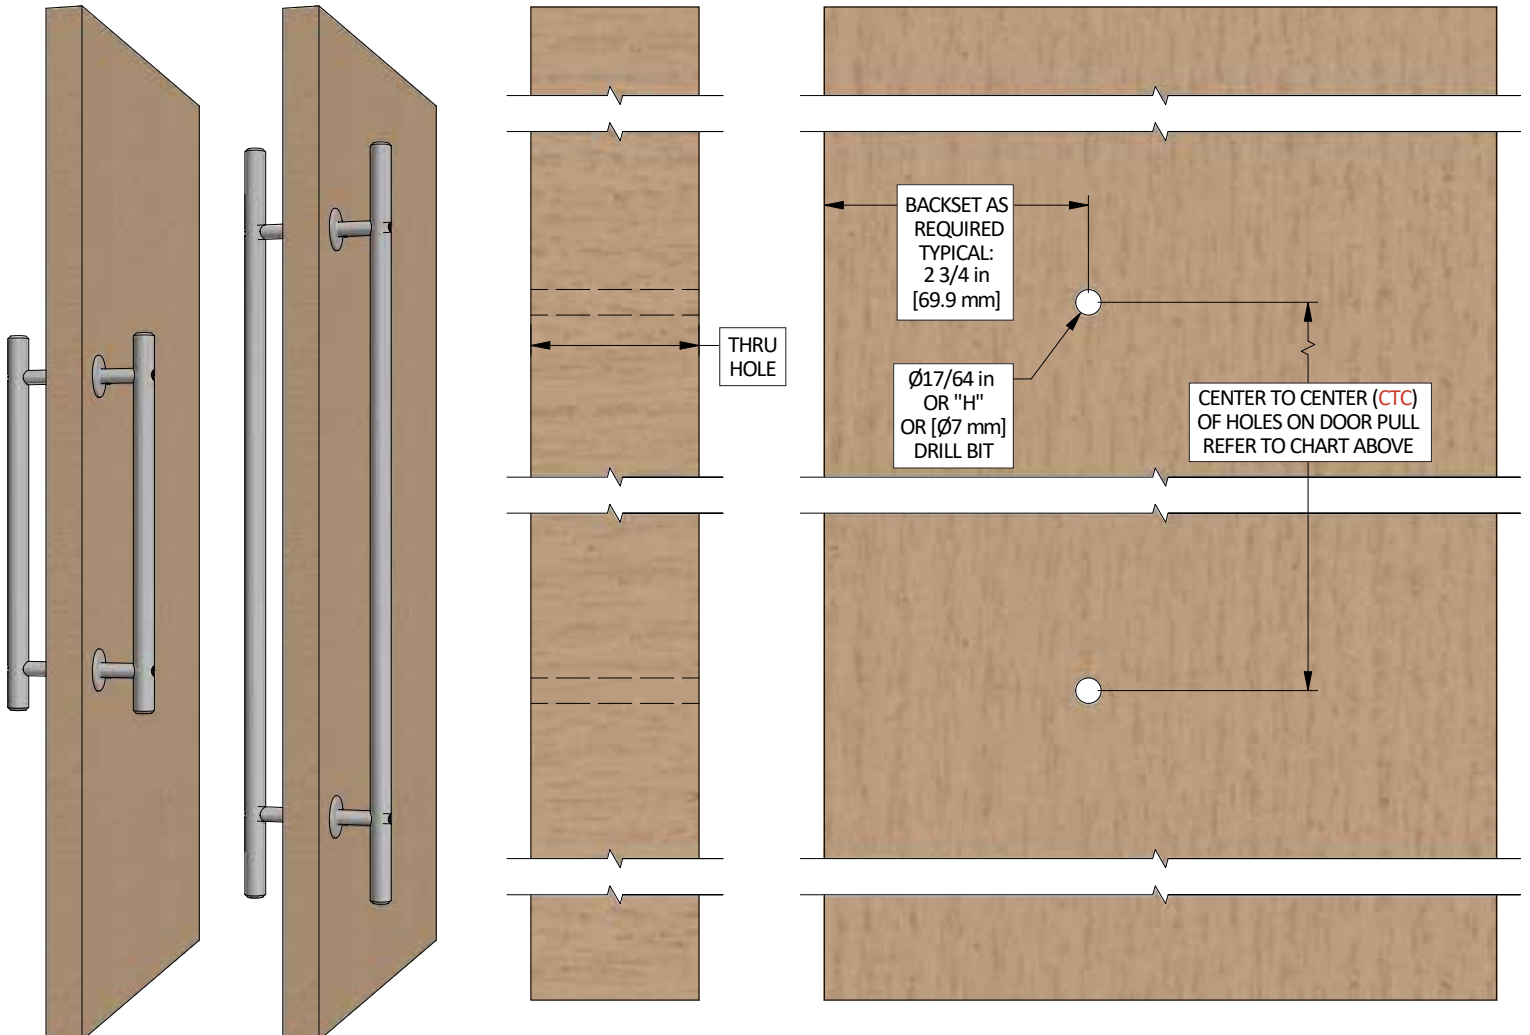 BACKSET AS
REQUIRED
TYPICAL:
2 3/4 in
[69.9 mm]
THRU
HOLE
Ø17/64 in
OR "H"
OR [Ø7 mm]
DRILL BIT
CENTER TO CENTER (CTC)
OF HOLES ON DOOR PULL
REFER TO CHART ABOVE